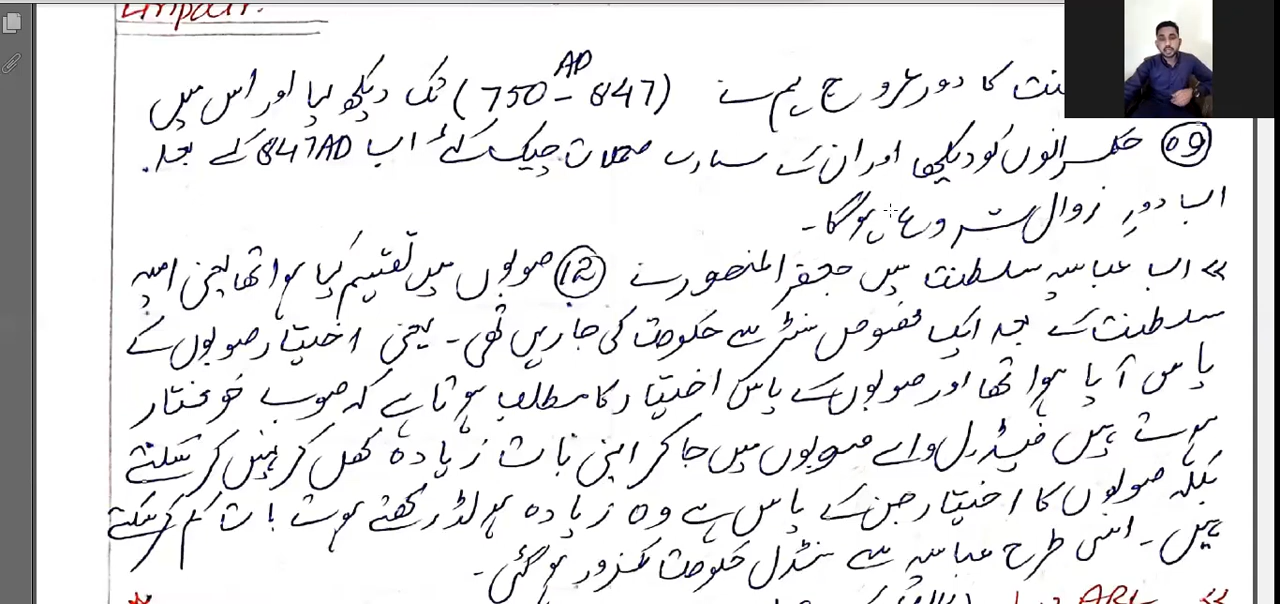 کا دور عروج ہم نے (750 - 847 AD) تک دیکھ لیا اور اس میں
09 حکمرانوں کو دیکھا اور ان کے سارے معاملات چیک کئے اب 847AD کے بعد.
اب دورِ زوال شروع ہوگا۔
» اب عباسیہ سلطنت میں جعفر المنصور نے 12 صوبوں میں تقسیم کیا ہوا تھا یعنی امیہ
سلطنت کے بعد ایک مخصوص سنٹر سے حکومت کی جا رہیں تھی۔ یعنی اختیار صوبوں کے
پاس آیا ہوا تھا اور صوبوں کے پاس اختیار کا مطلب ہوتا ہے کہ صوبے خودمختار
ہوتے ہیں فیڈرل والے صوبوں میں جا کر اپنی بات زیادہ کھل کر نہیں کر سکتے
بلکہ صوبوں کا اختیار جن کے پاس ہے وہ زیادہ ہولڈ رکھتے ہوئے بات کر سکتے
ہیں۔ اسی طرح عباسیہ سے سنٹرل حکومت کمزور ہو گئی۔